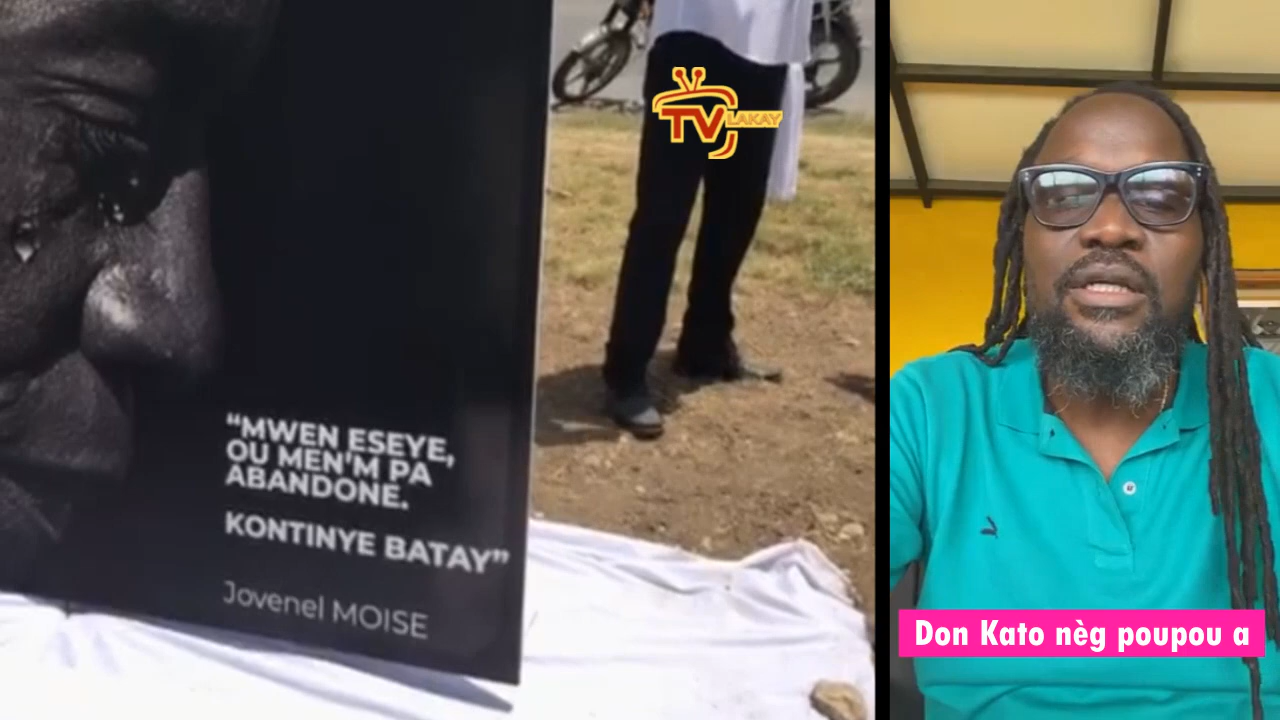 TV LAKAY
“MWEN ESEYE,
OU MEN'M PA
ABANDONE.
KONTINYE BATAY”
Jovenel MOISE
Don Kato nèg poupou a